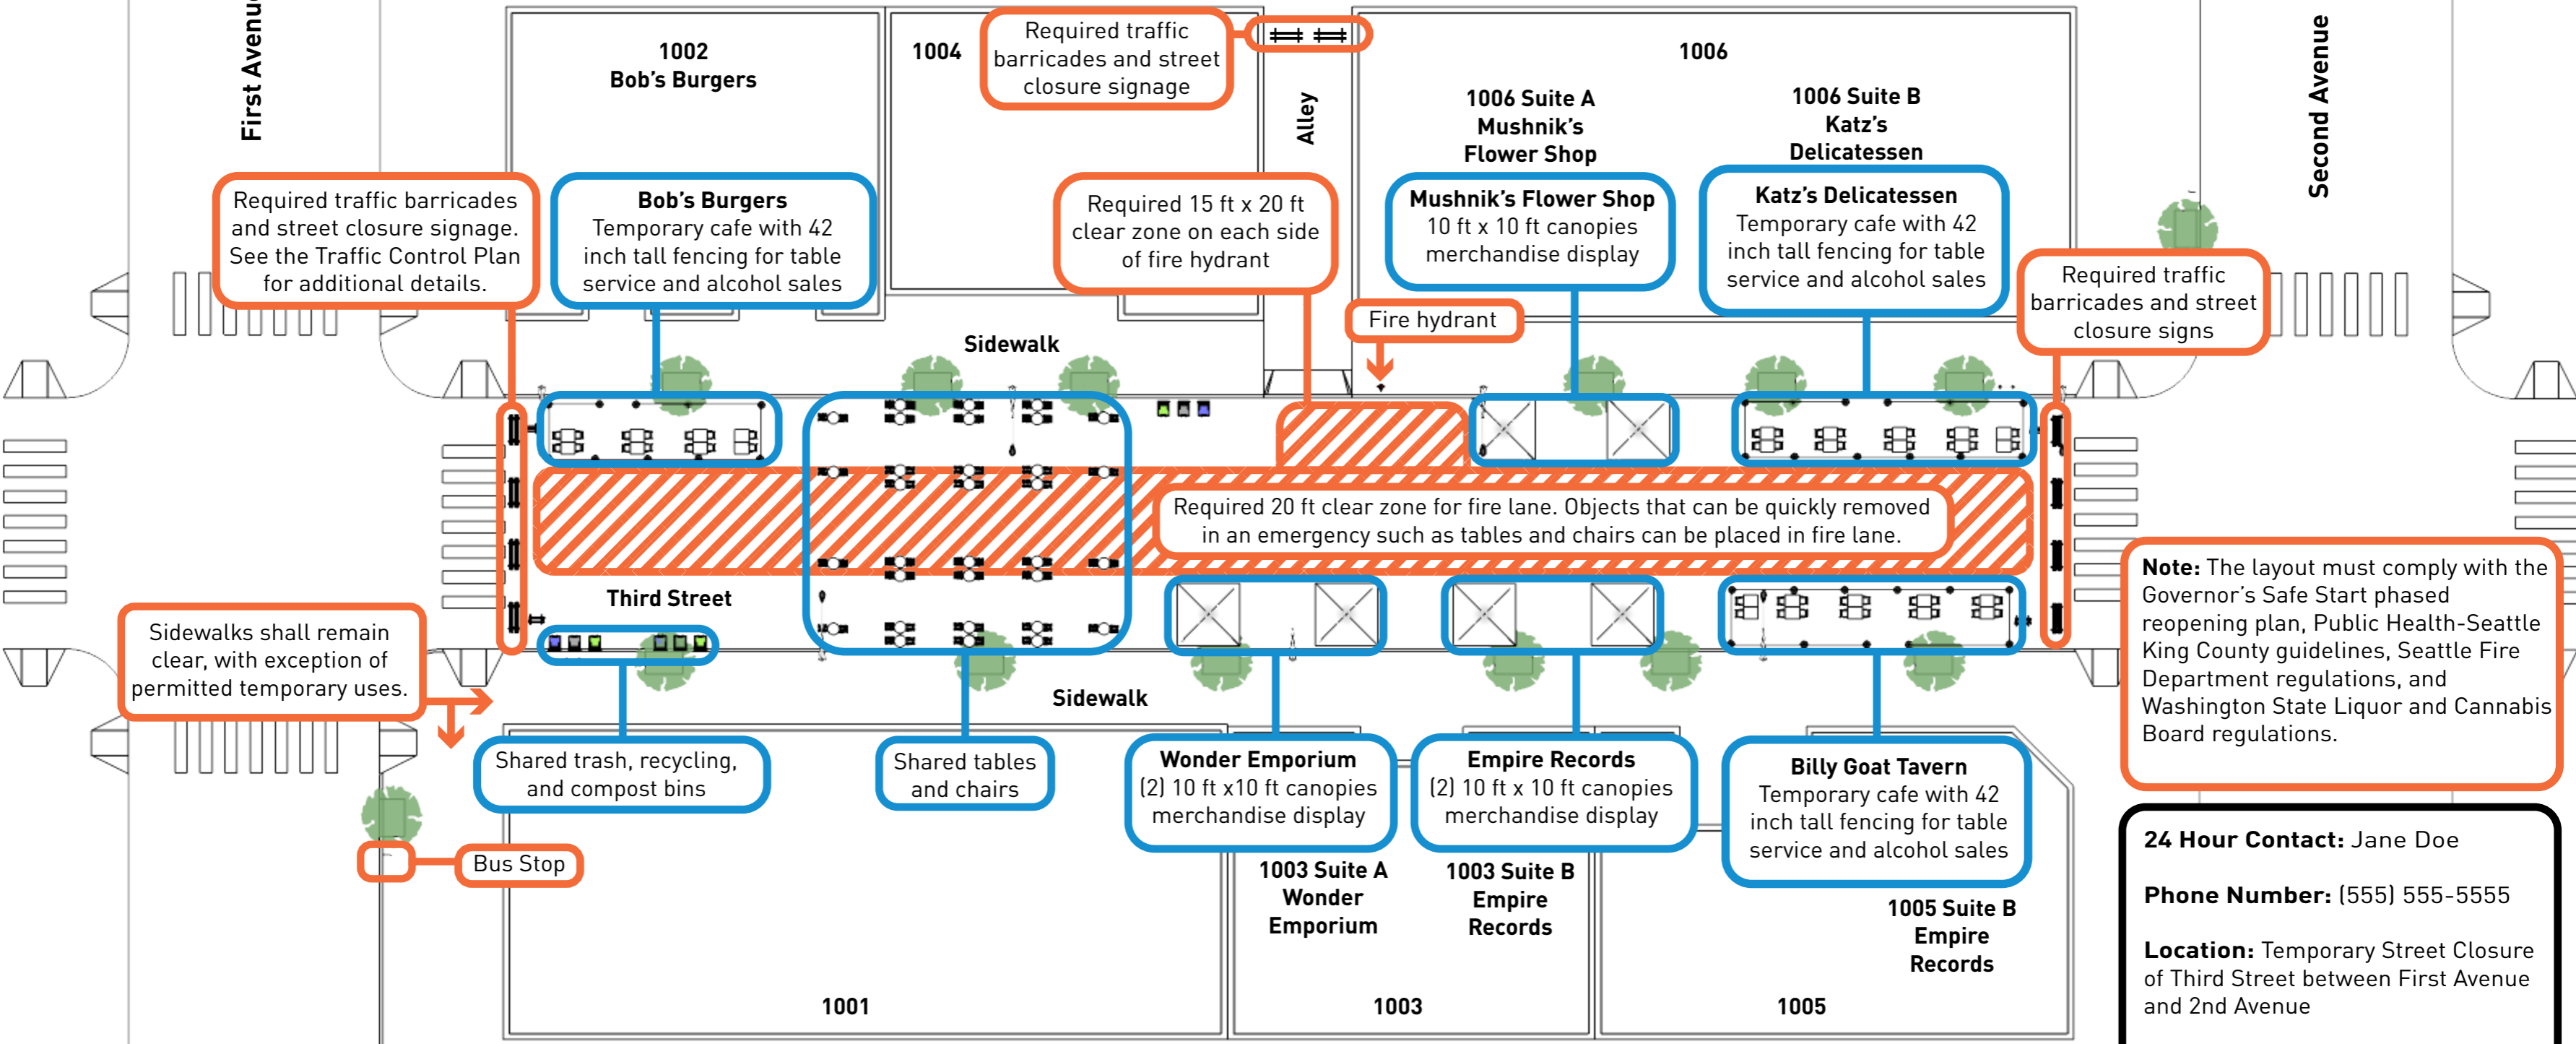 First Avenue
1002
Bob's Burgers
1004
Required traffic
barricades and street
closure signage
Alley
1006
1006 Suite A
Mushnik's
Flower Shop
1006 Suite B
Katz's
Delicatessen
Second Avenue
Required traffic barricades
and street closure signage.
See the Traffic Control Plan
for additional details.
Bob's Burgers
Temporary cafe with 42
inch tall fencing for table
service and alcohol sales
Required 15 ft x 20 ft
clear zone on each side
of fire hydrant
Mushnik's Flower Shop
10 ft x 10 ft canopies
merchandise display
Katz's Delicatessen
Temporary cafe with 42
inch tall fencing for table
service and alcohol sales
Required traffic
barricades and street
closure signs
Fire hydrant
Sidewalk
Required 20 ft clear zone for fire lane. Objects that can be quickly removed
in an emergency such as tables and chairs can be placed in fire lane.
Third Street
Sidewalks shall remain
clear, with exception of
permitted temporary uses.
Sidewalk
Note: The layout must comply with the
Governor's Safe Start phased
reopening plan, Public Health-Seattle
King County guidelines, Seattle Fire
Department regulations, and
Washington State Liquor and Cannabis
Board regulations.
Shared trash, recycling,
and compost bins
Shared tables
and chairs
Wonder Emporium
(2) 10 ft x10 ft canopies
merchandise display
Empire Records
(2) 10 ft x 10 ft canopies
merchandise display
Billy Goat Tavern
Temporary cafe with 42
inch tall fencing for table
service and alcohol sales
Bus Stop
1003 Suite A
Wonder
Emporium
1003 Suite B
Empire
Records
1005 Suite B
Empire
Records
1001
1003
1005
24 Hour Contact: Jane Doe
Phone Number: (555) 555-5555
Location: Temporary Street Closure
of Third Street between First Avenue
and 2nd Avenue